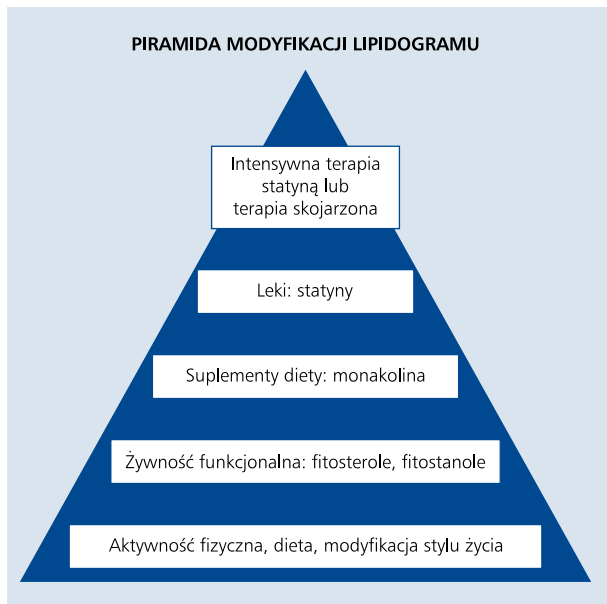 PIRAMIDA MODYFIKACJI LIPIDOGRAMU
Intensywna terapia
statyną lub
terapia skojarzona
Leki: statyny
Suplementy diety: monakolina
Żywność funkcjonalna: fitosterole, fitostanole
Aktywność fizyczna, dieta, modyfikacja stylu życia